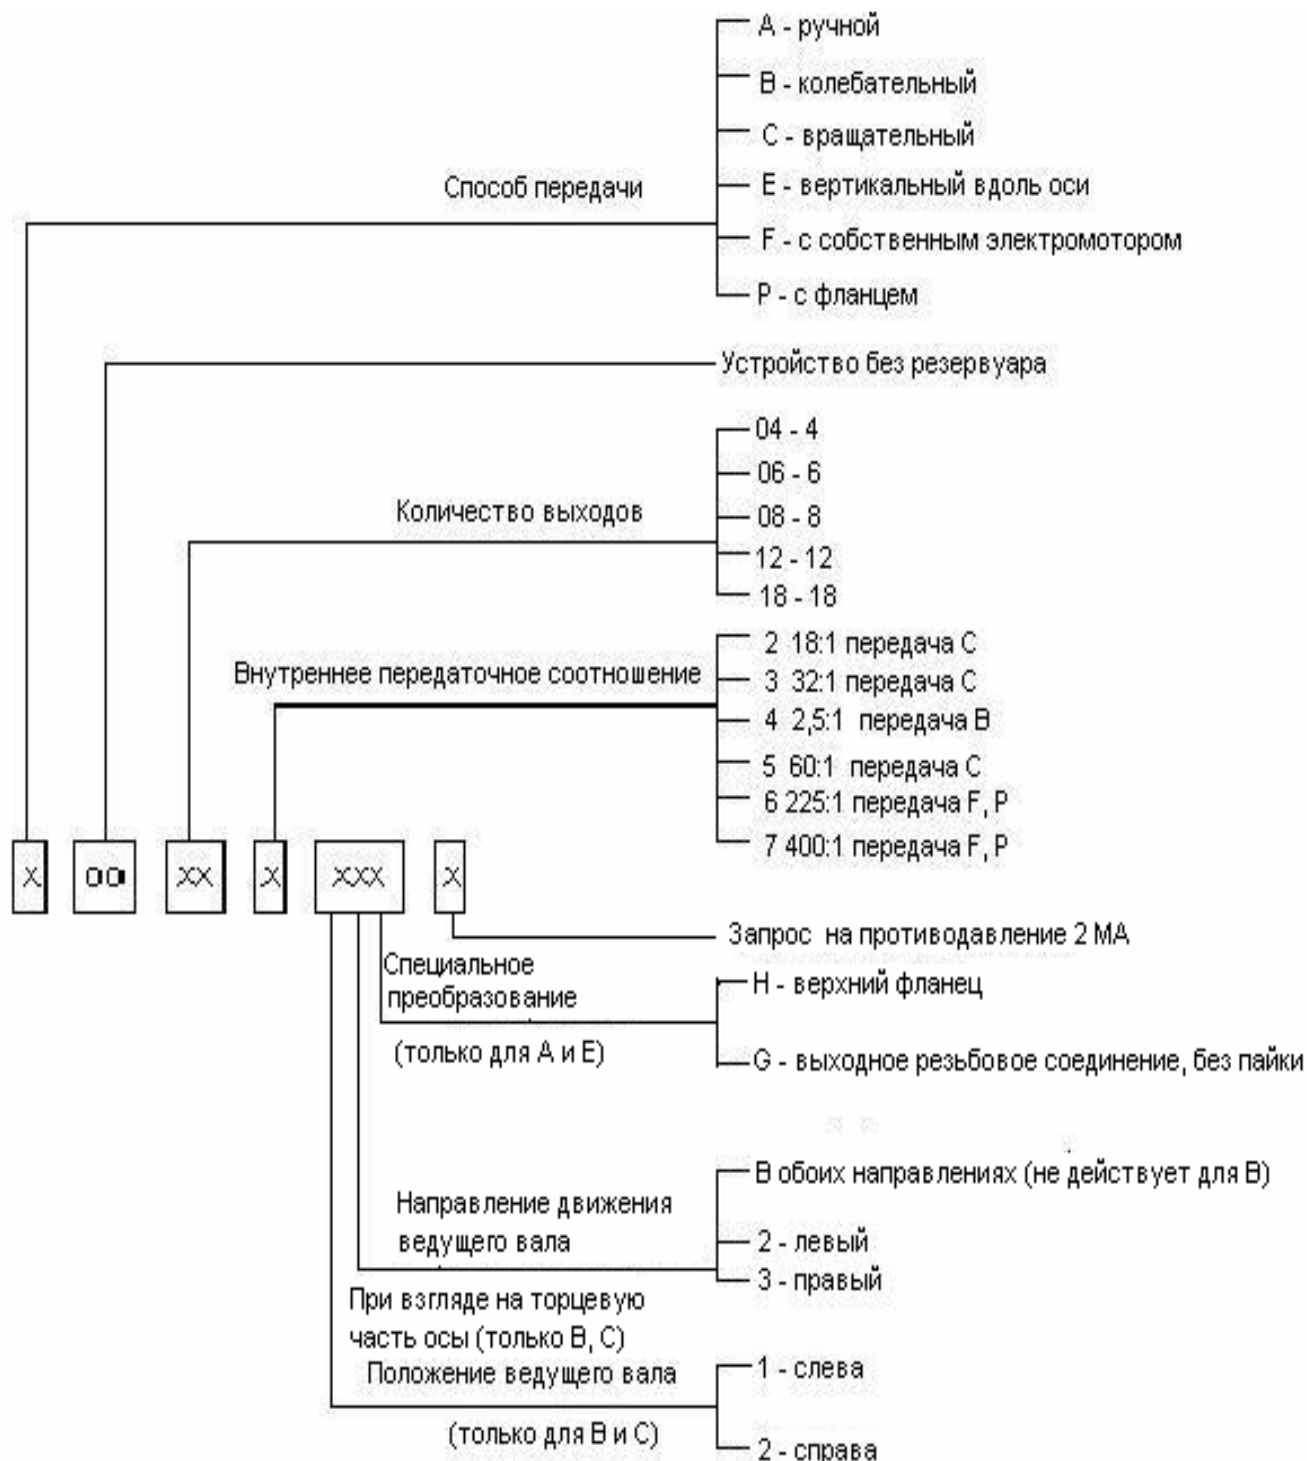 А - ручной
В - колебательный
С - вращательный
Способ передачи
Е - вертикальный вдоль оси
F - с собственным электромотором
Р - с фланцем
Устройство без резервуара
04 - 4
06 - 6
Количество выходов
08 - 8
12 - 12
18 - 18
2 18:1 передача С
Внутреннее передаточное соотношение
3 32:1 передача С
4 2,5:1 передача В
5 60:1 передача С
6 225:1 передача F, P
7 400:1 передача F, P
X 00 XX X XXX X
Запрос на противодавление 2 МА
Специальное
преобразование
(только для А и Е)
Н - верхний фланец
G - выходное резьбовое соединение, без пайки
В обоих направлениях (не действует для В)
Направление движения
ведущего вала
2 - левый
3 - правый
При взгляде на торцевую
часть осы (только В, С)
Положение ведущего вала
(только для В и С)
1 - слева
2 - справа